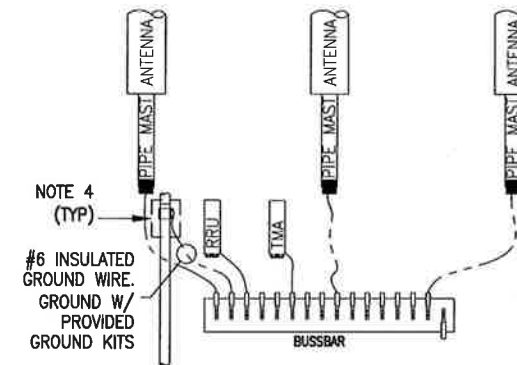 ANTENNA
PIPE MAST
ANTENNA
PIPE MAST
ANTENNA
PIPE MAST
NOTE 4
(TYP)
RRU
TMA
#6 INSULATED
GROUND WIRE.
GROUND W/
PROVIDED
GROUND KITS
BUSSBAR